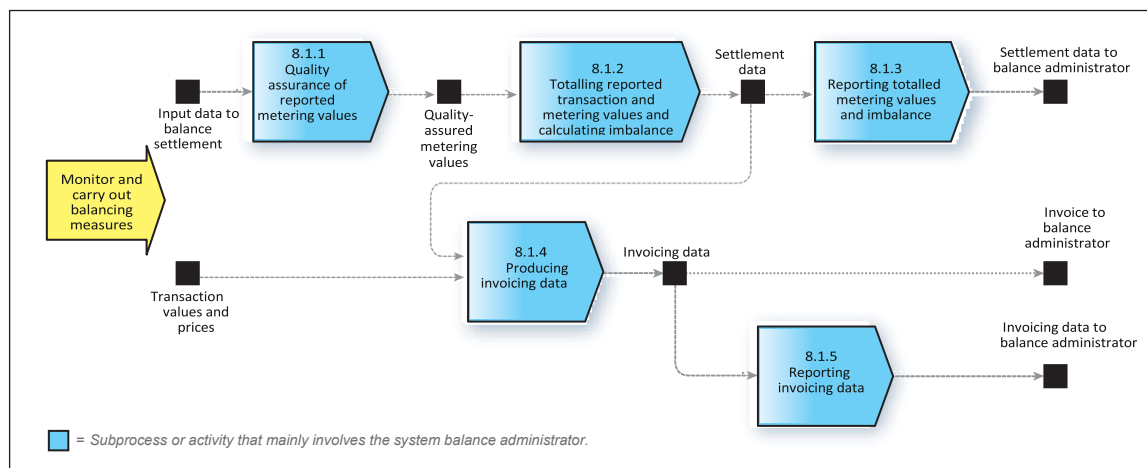 8.1.1
Quality
assurance of
reported
metering values
8.1.2
Totalling reported
transaction and
metering values and
calculating imbalance
Settlement
data
8.1.3
Reporting totalled
metering values
and imbalance
Settlement data to
balance administrator
Input data to
balance
settlement
Quality-
assured
metering
values
Monitor and
carry out
balancing
measures
8.1.4
Producing
invoicing data
Invoicing data
Invoice to
balance
administrator
Transaction
values and
prices
8.1.5
Reporting
invoicing data
Invoicing data to
balance administrator
= Subprocess or activity that mainly involves the system balance administrator.